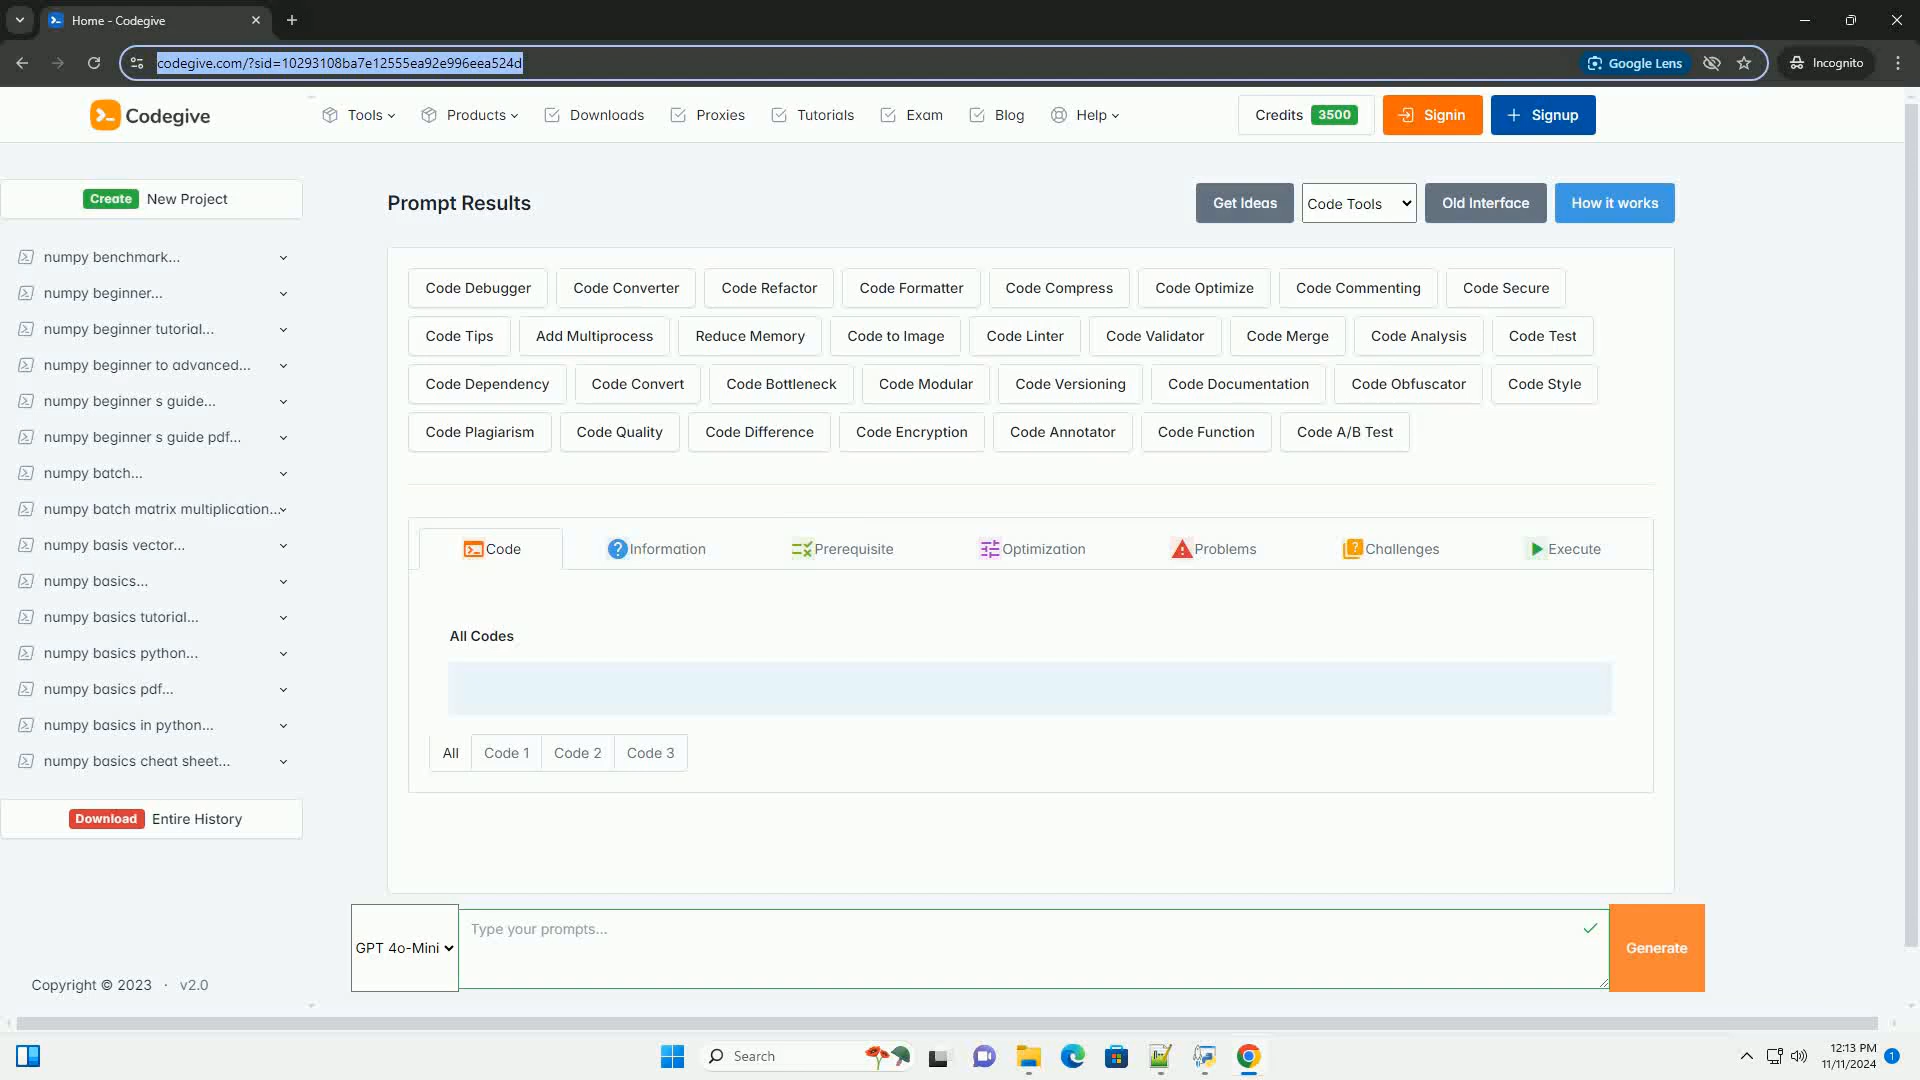 Home - Codegive
codegive.com/?sid=10293108ba7e12555ea92e996eea524d
Google Lens
Incognito
Codegive
Tools
Products
Downloads
Proxies
Tutorials
Exam
Blog
Help
Credits 3500
Signin
Signup
Create New Project
numpy benchmark...
numpy beginner...
numpy beginner tutorial...
numpy beginner to advanced...
numpy beginner s guide...
numpy beginner s guide pdf...
numpy batch...
numpy batch matrix multiplication...
numpy basis vector...
numpy basics...
numpy basics tutorial...
numpy basics python...
numpy basics pdf...
numpy basics in python...
numpy basics cheat sheet...
Download Entire History
Copyright © 2023 · v2.0
Prompt Results
Get Ideas
Code Tools
Old Interface
How it works
Code Debugger
Code Converter
Code Refactor
Code Formatter
Code Compress
Code Optimize
Code Commenting
Code Secure
Code Tips
Add Multiprocess
Reduce Memory
Code to Image
Code Linter
Code Validator
Code Merge
Code Analysis
Code Test
Code Dependency
Code Convert
Code Bottleneck
Code Modular
Code Versioning
Code Documentation
Code Obfuscator
Code Style
Code Plagiarism
Code Quality
Code Difference
Code Encryption
Code Annotator
Code Function
Code A/B Test
Code
Information
Prerequisite
Optimization
Problems
Challenges
Execute
All Codes
All
Code 1
Code 2
Code 3
GPT 4o-Mini
Type your prompts...
Generate
Search
12:13 PM
11/11/2024
1